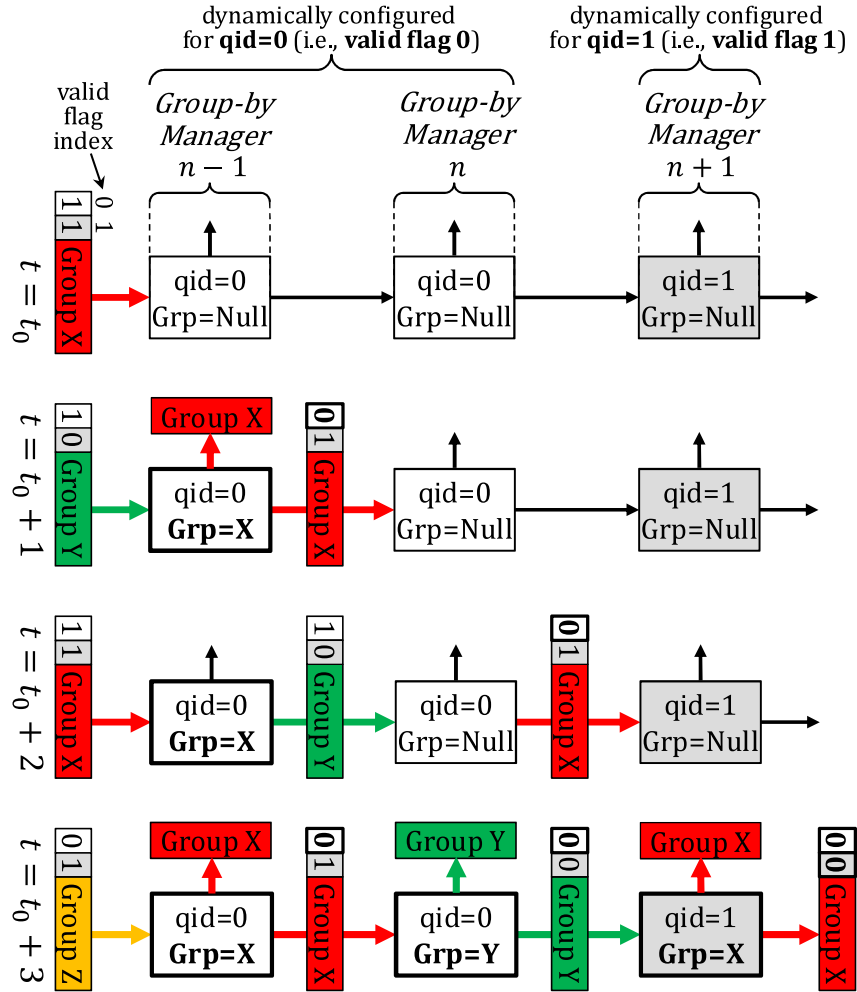 dynamically configured
for qid=0 (i.e., valid flag 0)
dynamically configured
for qid=1 (i.e., valid flag 1)
valid
flag
index
Group-by
Manager
n − 1
Group-by
Manager
n
Group-by
Manager
n + 1
0 1
t = t₀
1 1 Group X
qid=0
Grp=Null
qid=0
Grp=Null
qid=1
Grp=Null
t = t₀ + 1
1 0 Group Y
Group X
qid=0
Grp=X
0 1 Group X
qid=0
Grp=Null
qid=1
Grp=Null
t = t₀ + 2
1 1 Group X
qid=0
Grp=X
1 0 Group Y
qid=0
Grp=Null
0 1 Group X
qid=1
Grp=Null
t = t₀ + 3
0 1 Group Z
Group X
qid=0
Grp=X
0 1 Group X
Group Y
qid=0
Grp=Y
0 0 Group Y
Group X
qid=1
Grp=X
0 0 Group X